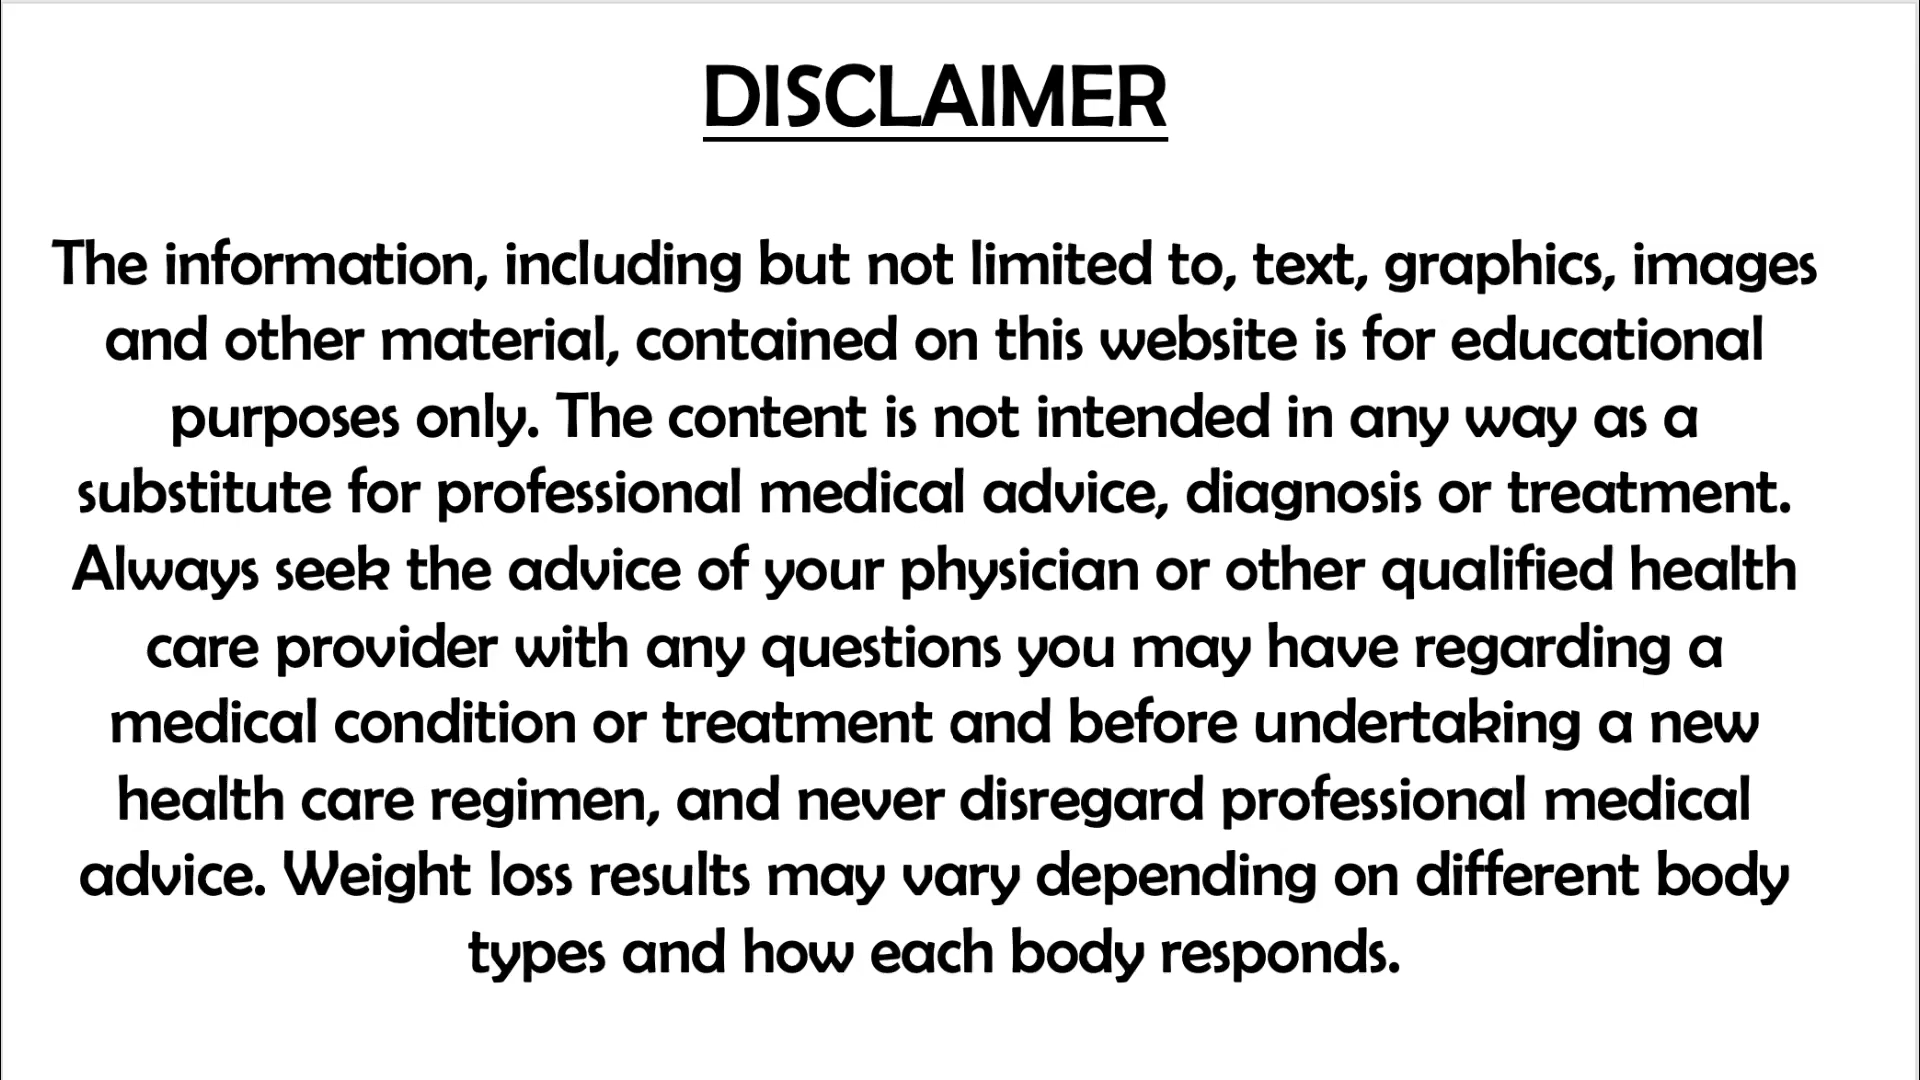 DISCLAIMER
The information, including but not limited to, text, graphics, images
and other material, contained on this website is for educational
purposes only. The content is not intended in any way as a
substitute for professional medical advice, diagnosis or treatment.
Always seek the advice of your physician or other qualified health
care provider with any questions you may have regarding a
medical condition or treatment and before undertaking a new
health care regimen, and never disregard professional medical
advice. Weight loss results may vary depending on different body
types and how each body responds.